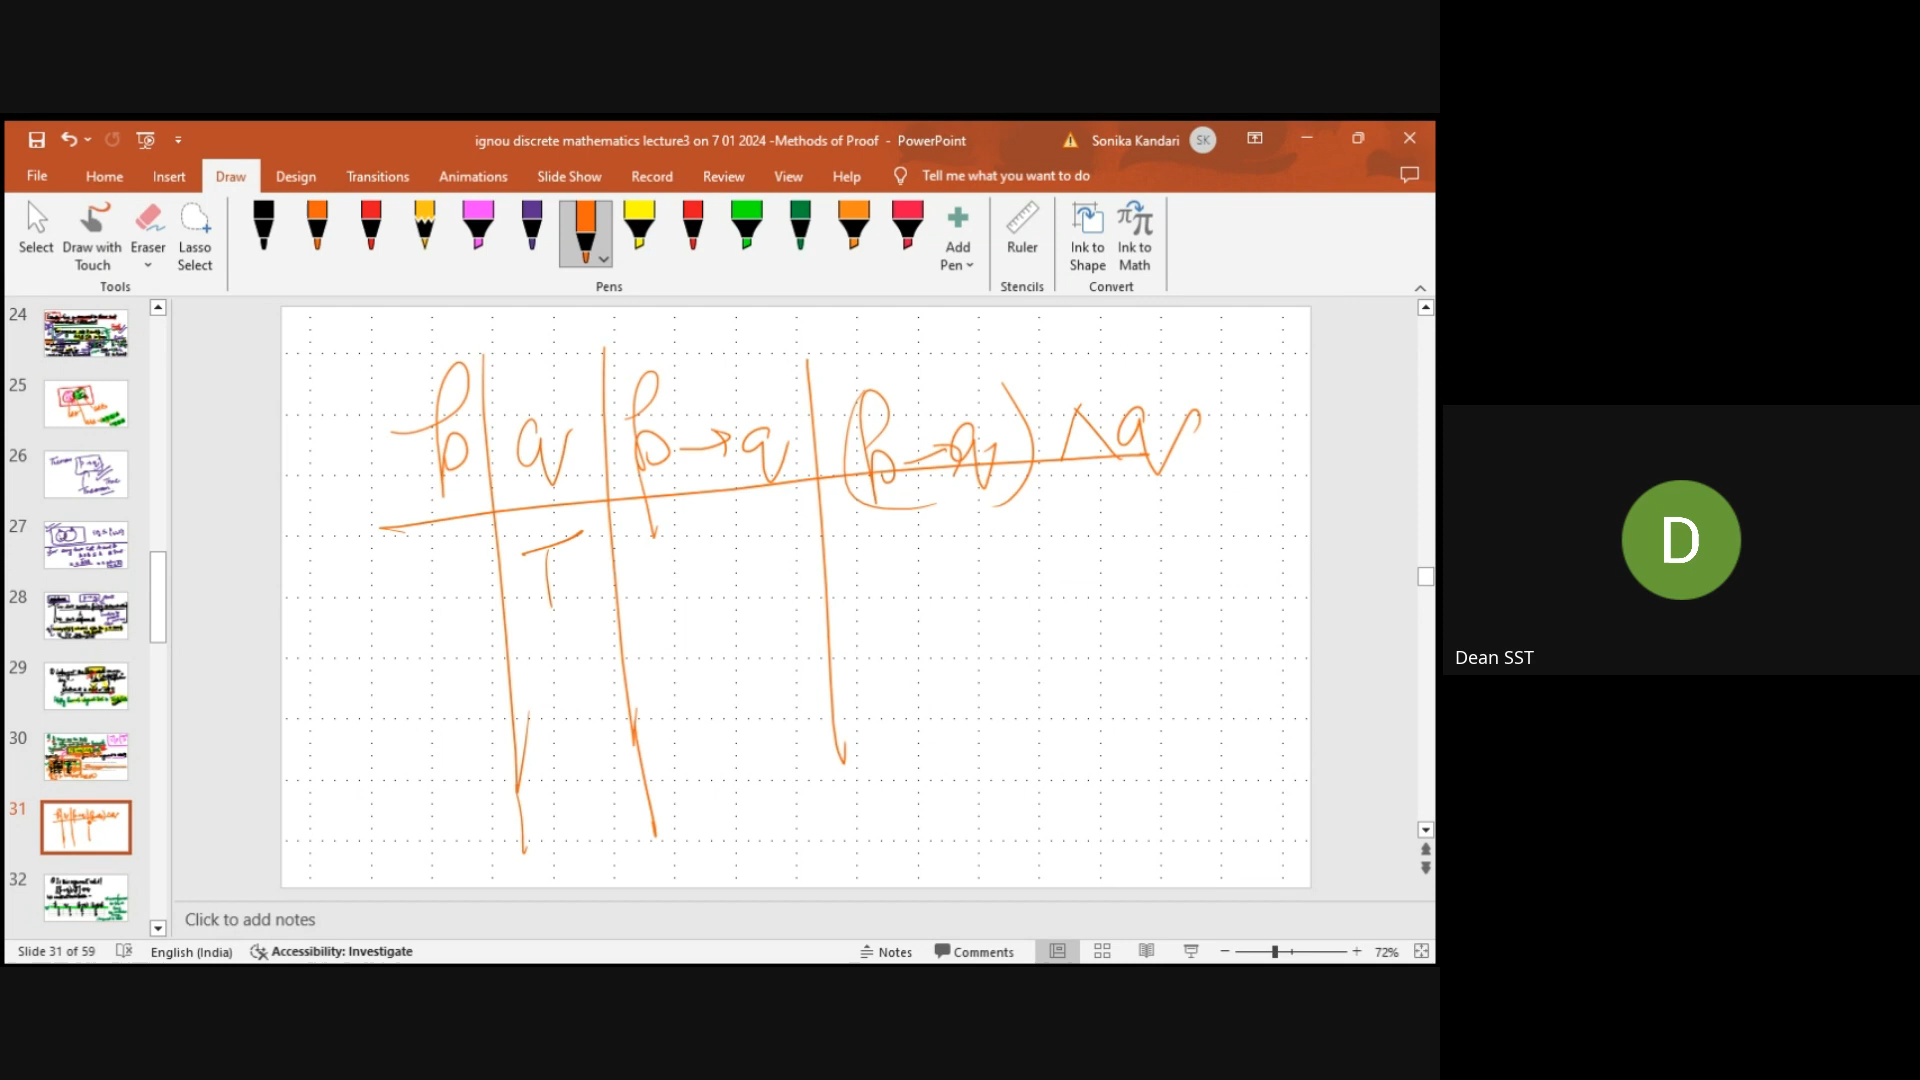 ignou discrete mathematics lecture3 on 7 01 2024 -Methods of Proof - PowerPoint
Sonika Kandari SK
File Home Insert Draw Design Transitions Animations Slide Show Record Review View Help Tell me what you want to do
Select Draw with Touch Eraser Lasso Select
Add Pen
Ruler
Ink to Shape Ink to Math
Tools Pens Stencils Convert
24
25
26
27
28
29
30
31
32
p q p→q (p→q) ∧ q
T
Click to add notes
Slide 31 of 59 English (India) Accessibility: Investigate Notes Comments 72%
D
Dean SST